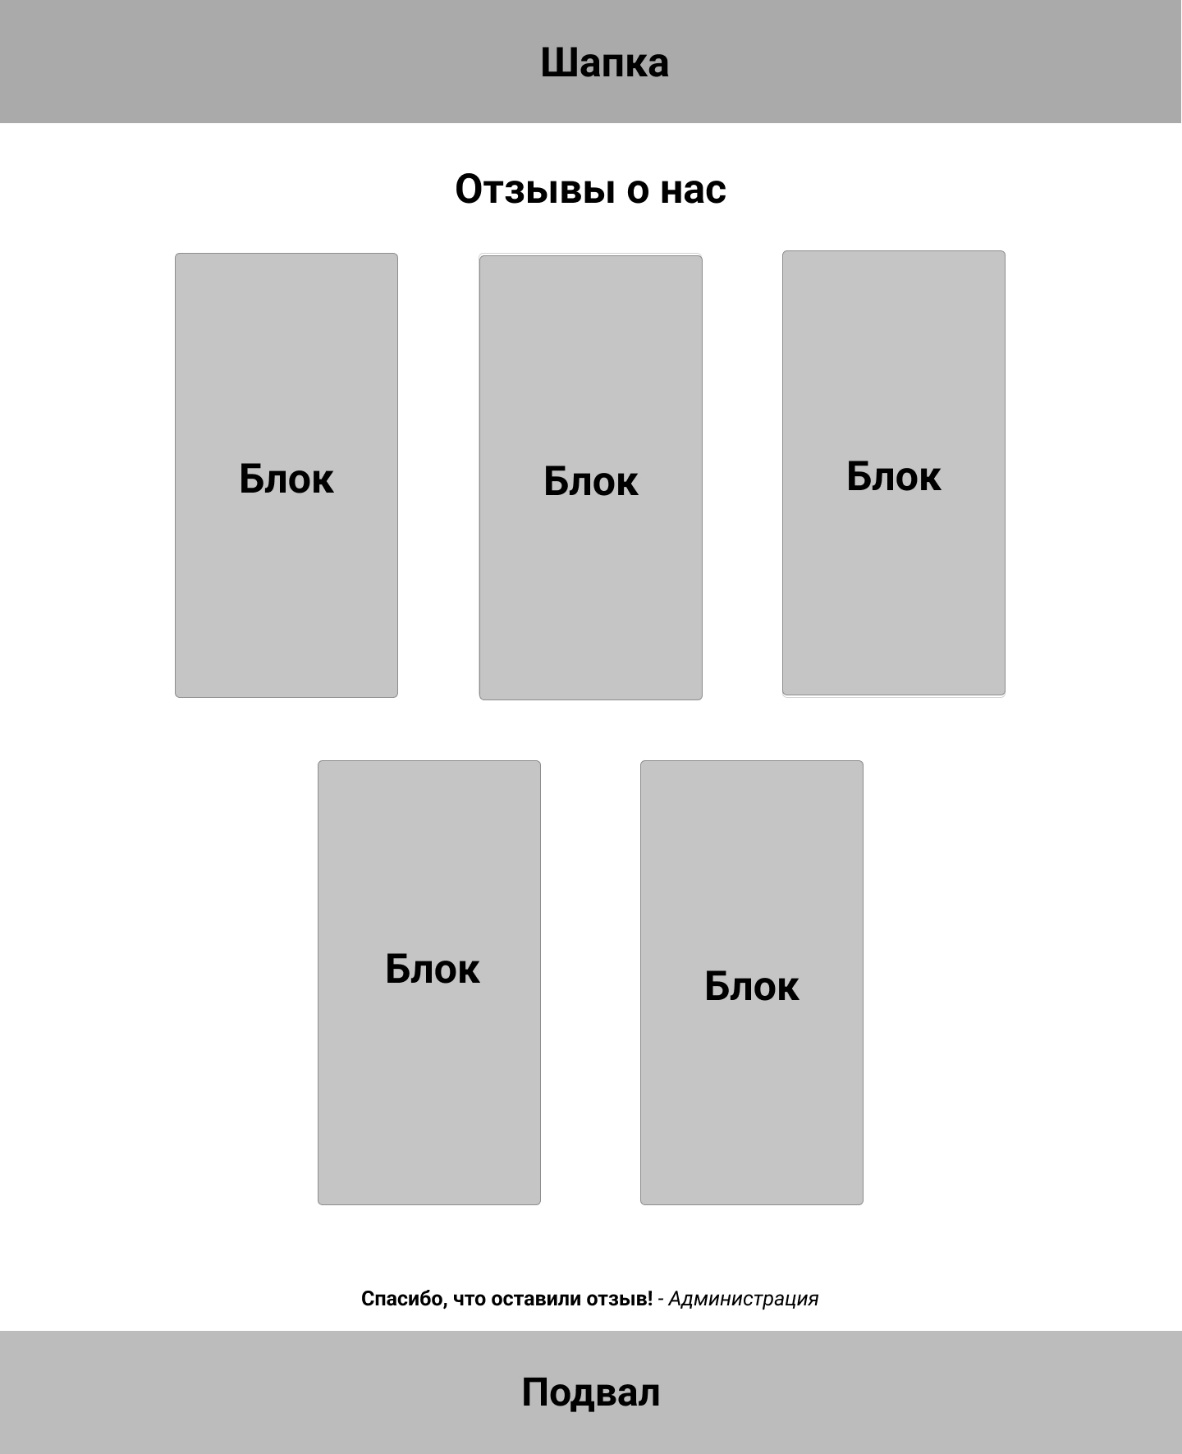 Шапка
Отзывы о нас
Блок
Блок
Блок
Блок
Блок
Спасибо, что оставили отзыв! - Администрация
Подвал